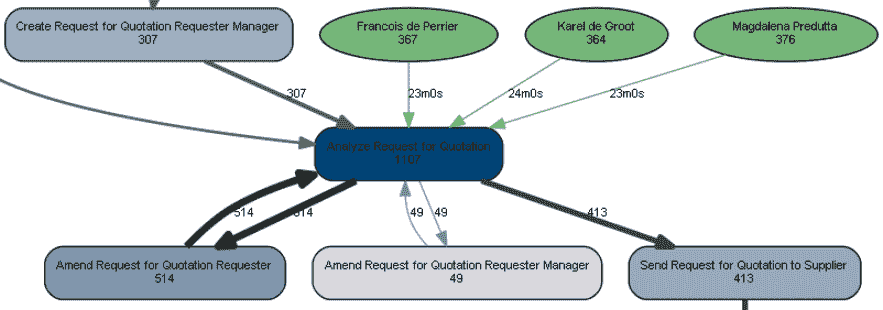 Create Request for Quotation Requester Manager
307
Francois de Perrier
367
Karel de Groot
364
Magdalena Predutta
376
307
23m0s
24m0s
23m0s
Analyze Request for Quotation
1107
514
514
49
49
413
Amend Request for Quotation Requester
514
Amend Request for Quotation Requester Manager
49
Send Request for Quotation to Supplier
413